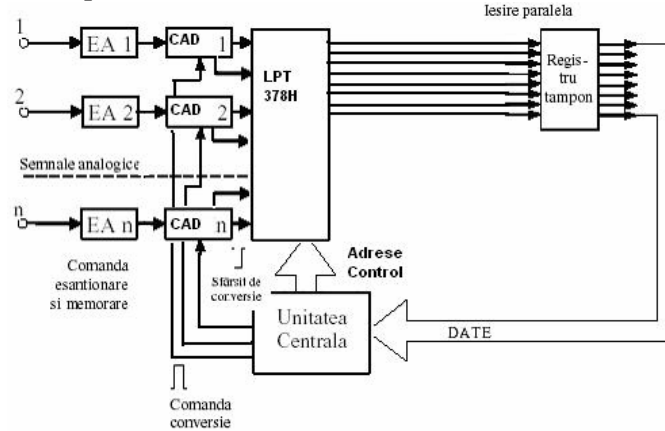 Iesire paralela
1
EA 1
CAD 1
LPT
378H
Regis-
tru
tampon
2
EA 2
CAD 2
Semnale analogice
n
EA n
CAD n
Comanda
esantionare
si memorare
Sfârsit de
conversie
Adrese
Control
Unitatea
Centrala
DATE
Comanda
conversie